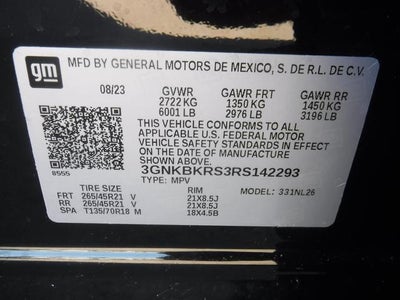 gm
MFD BY GENERAL MOTORS DE MEXICO, S. DE R.L. DE C.V.
08/23 GVWR GAWR FRT GAWR RR
2722 KG 1350 KG 1450 KG
6001 LB 2976 LB 3196 LB
THIS VEHICLE CONFORMS TO ALL
APPLICABLE U.S. FEDERAL MOTOR
VEHICLE SAFETY AND THEFT PREVENTION
STANDARDS IN EFFECT ON THE DATE OF
MANUFACTURE SHOWN ABOVE.
3GNKBKRS3RS142293
8555 TYPE: MPV
TIRE SIZE RIM MODEL: 331NL26
FRT 265/45R21 V 21X8.5J
RR 265/45R21 V 21X8.5J
SPA T135/70R18 M 18X4.5B